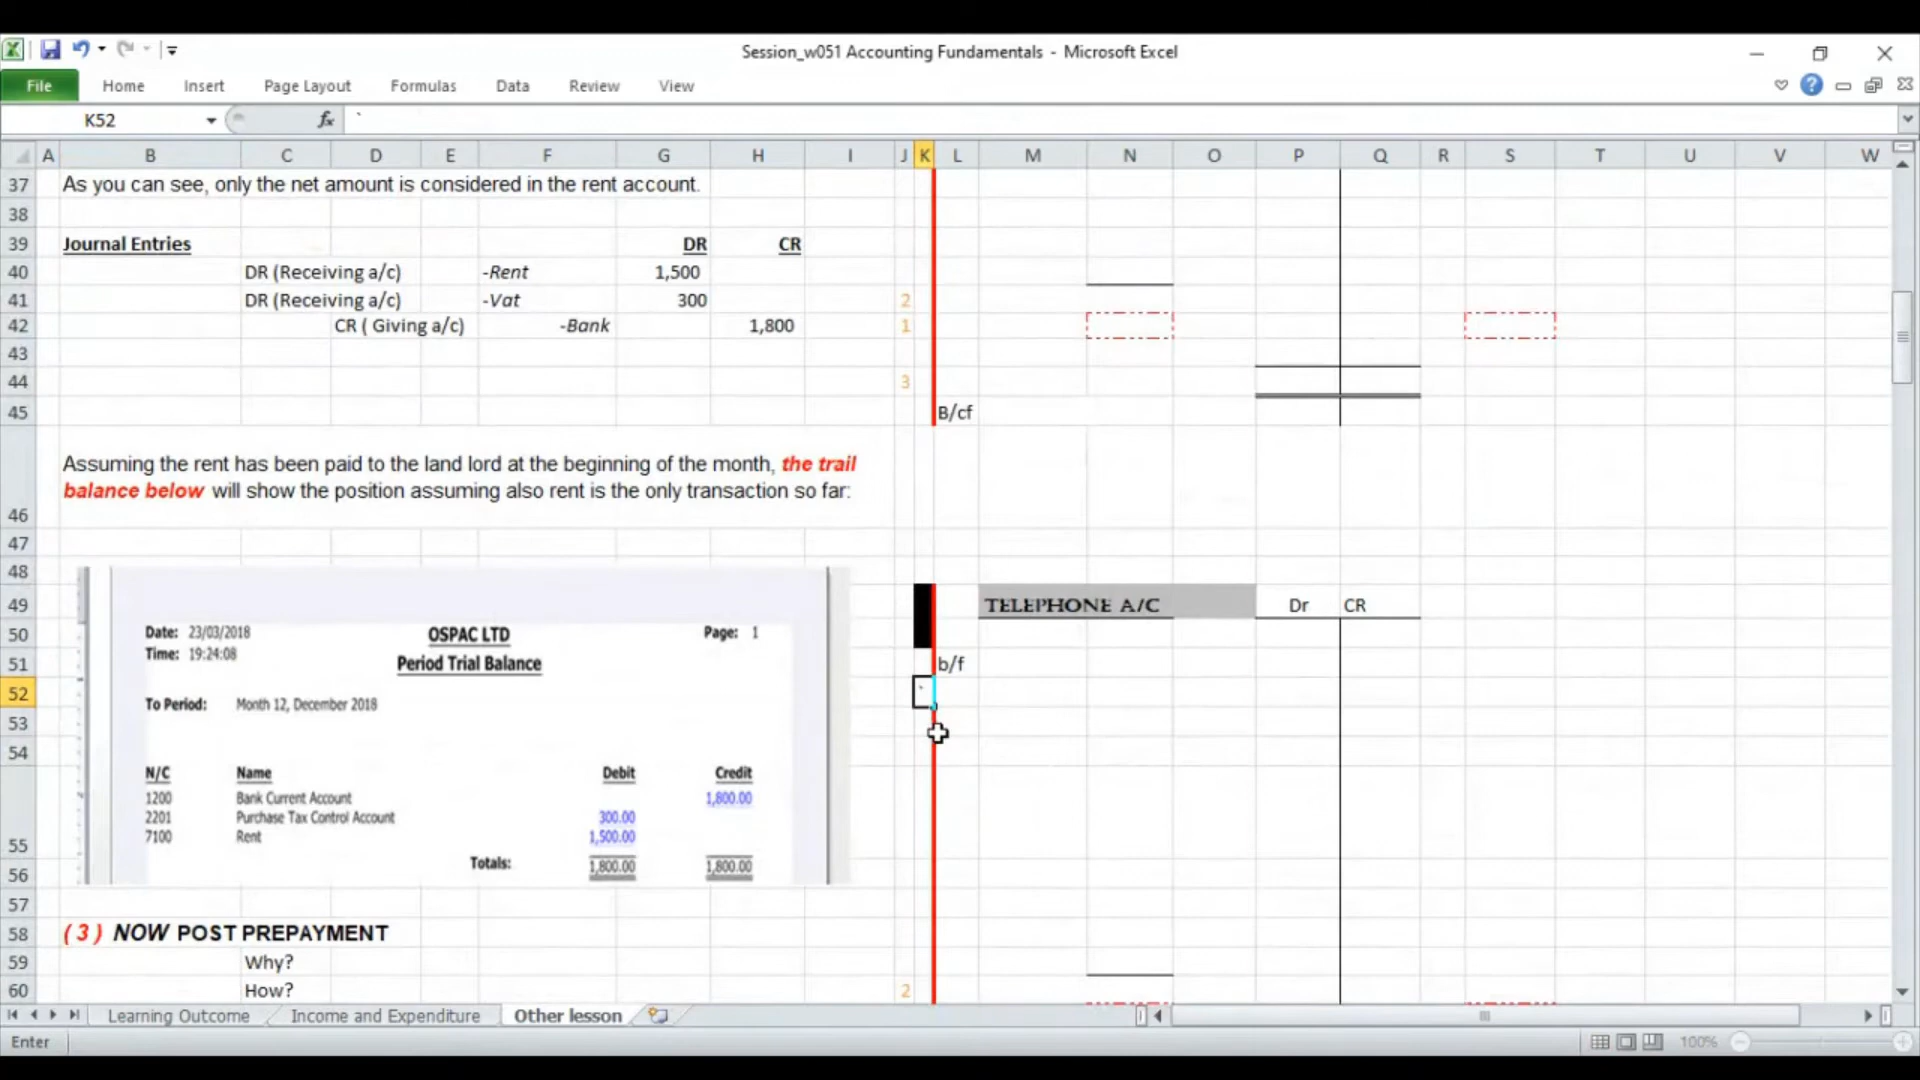 Session_w051 Accounting Fundamentals - Microsoft Excel
File Home Insert Page Layout Formulas Data Review View
K52 fx `
A B C D E F G H I J K L M N O P Q R S T U V W
37 As you can see, only the net amount is considered in the rent account.
38
39 Journal Entries DR CR
40 DR (Receiving a/c) -Rent 1,500
41 DR (Receiving a/c) -Vat 300 2
42 CR ( Giving a/c) -Bank 1,800 1
43
44 3
45 B/cf
Assuming the rent has been paid to the land lord at the beginning of the month, the trail
balance below will show the position assuming also rent is the only transaction so far:
46
47
48
49 TELEPHONE A/C Dr CR
50
51 b/f
52 `
53
54
55
56
57
Date: 23/03/2018 OSPAC LTD Page: 1
Time: 19:24:08 Period Trial Balance
To Period: Month 12, December 2018
N/C Name Debit Credit
1200 Bank Current Account 1,800.00
2201 Purchase Tax Control Account 300.00
7100 Rent 1,500.00
Totals: 1,800.00 1,800.00
58 ( 3 ) NOW POST PREPAYMENT
59 Why?
60 How? 2
Learning Outcome Income and Expenditure Other lesson
Enter 100%